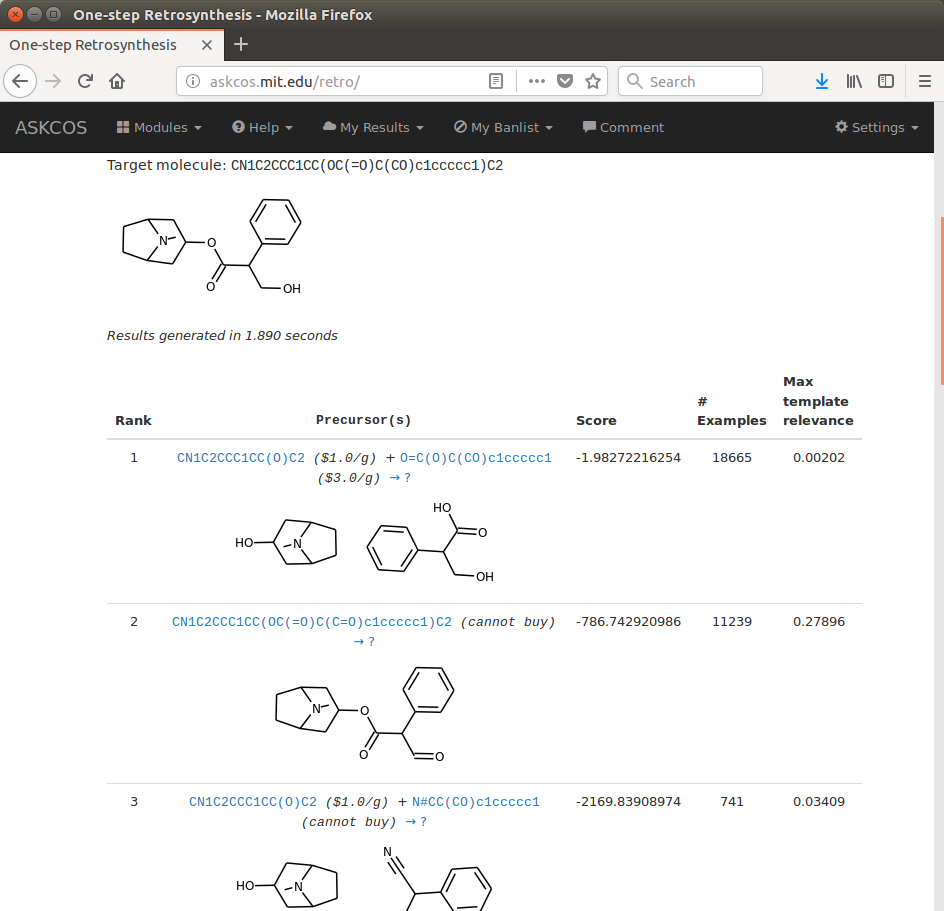 One-step Retrosynthesis - Mozilla Firefox
One-step Retrosynthesis
askcos.mit.edu/retro/
Search
ASKCOS Modules Help My Results My Banlist Comment Settings
Target molecule: CN1C2CCC1CC(OC(=O)C(CO)c1ccccc1)C2
N
O
O
OH
Results generated in 1.890 seconds
Rank Precursor(s) Score # Examples Max template relevance
1 CN1C2CCC1CC(O)C2 ($1.0/g) + O=C(O)C(CO)c1ccccc1 -1.98272216254 18665 0.00202
($3.0/g) → ?
HO
O
HO
N
OH
2 CN1C2CCC1CC(OC(=O)C(C=O)c1ccccc1)C2 (cannot buy) -786.742920986 11239 0.27896
→ ?
N
O
O
O
3 CN1C2CCC1CC(O)C2 ($1.0/g) + N#CC(CO)c1ccccc1 -2169.83908974 741 0.03409
(cannot buy) → ?
N
HO
N